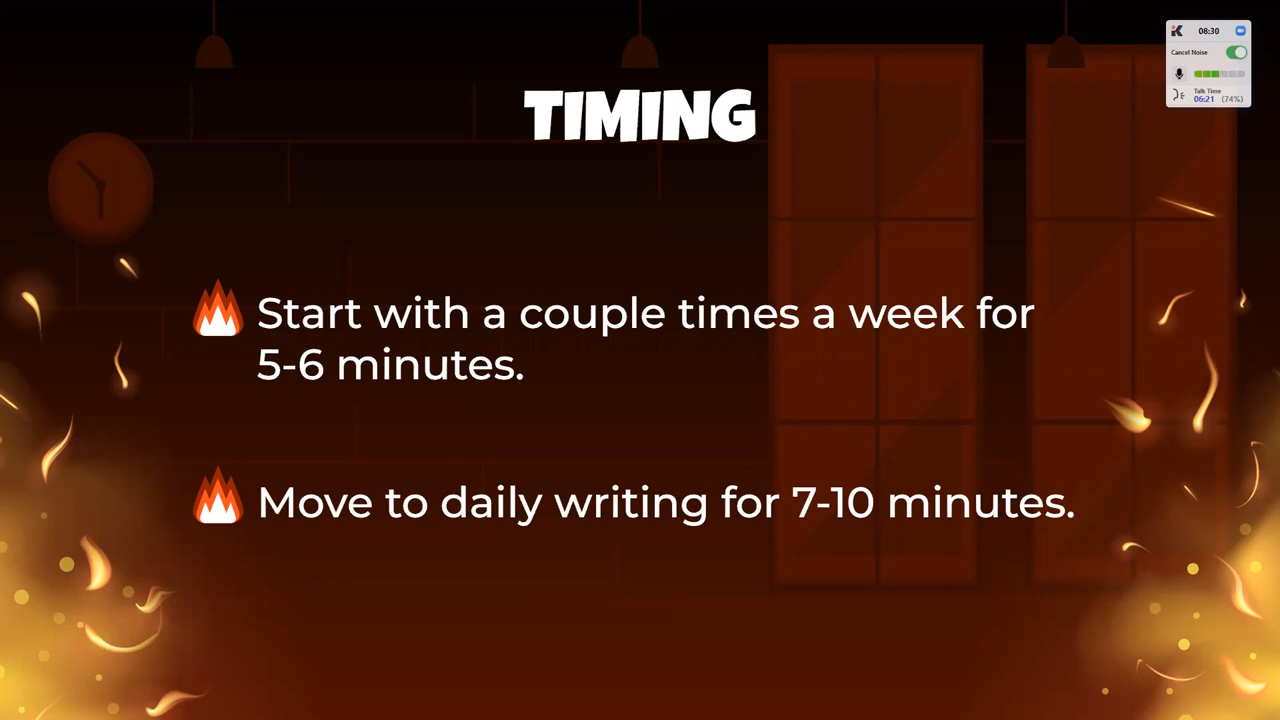 08:30
Cancel Noise
Talk Time
06:21 (74%)
TIMING
Start with a couple times a week for
5-6 minutes.
Move to daily writing for 7-10 minutes.